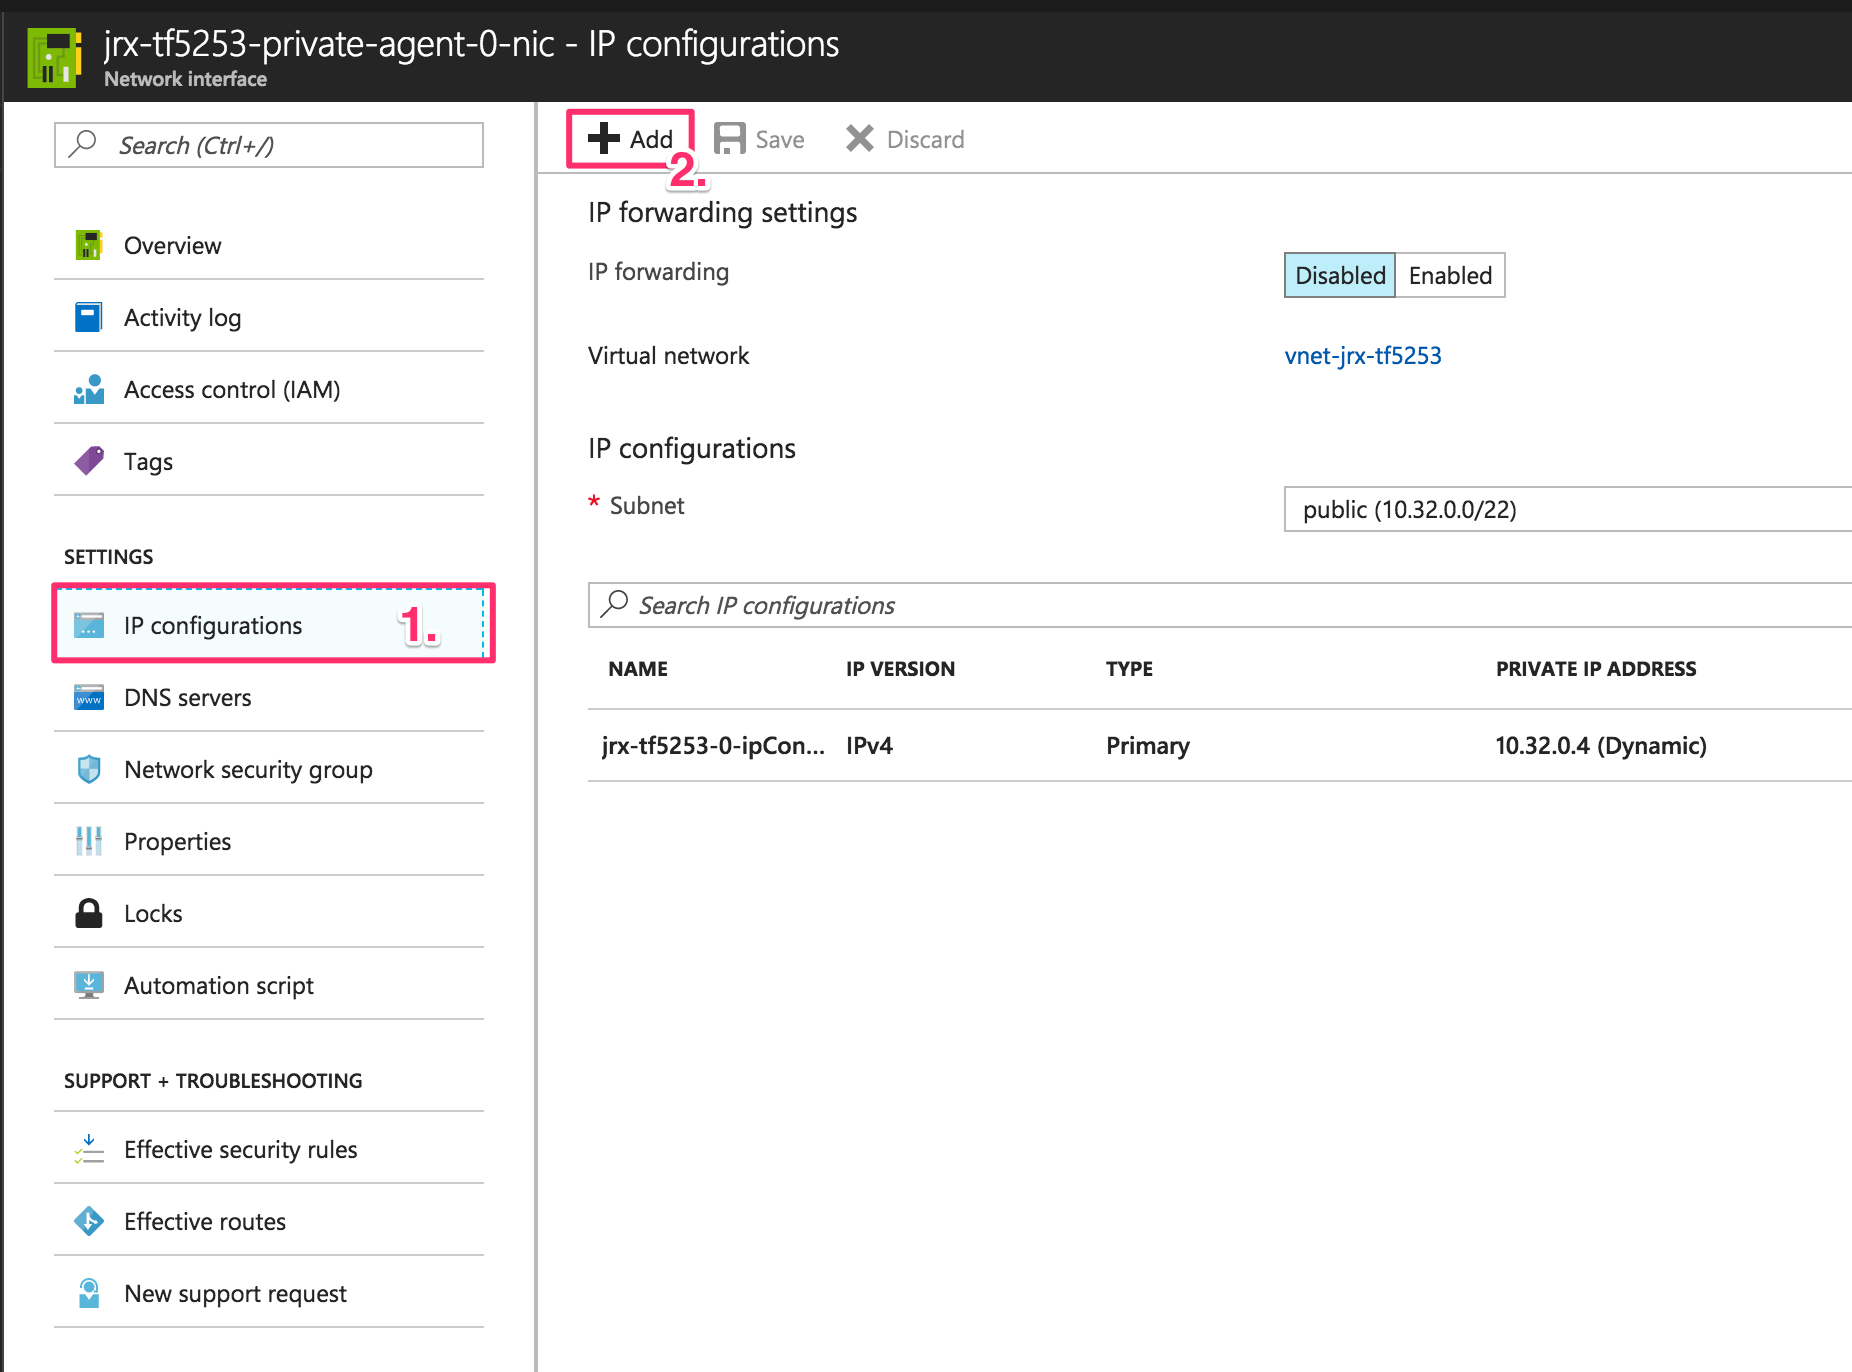 jrx-tf5253-private-agent-0-nic - IP configurations
Network interface
Search (Ctrl+/)
Overview
Activity log
Access control (IAM)
Tags
SETTINGS
IP configurations
1.
DNS servers
Network security group
Properties
Locks
Automation script
SUPPORT + TROUBLESHOOTING
Effective security rules
Effective routes
New support request
Add Save Discard
2.
IP forwarding settings
IP forwarding Disabled Enabled
Virtual network vnet-jrx-tf5253
IP configurations
* Subnet public (10.32.0.0/22)
Search IP configurations
NAME IP VERSION TYPE PRIVATE IP ADDRESS
jrx-tf5253-0-ipCon... IPv4 Primary 10.32.0.4 (Dynamic)